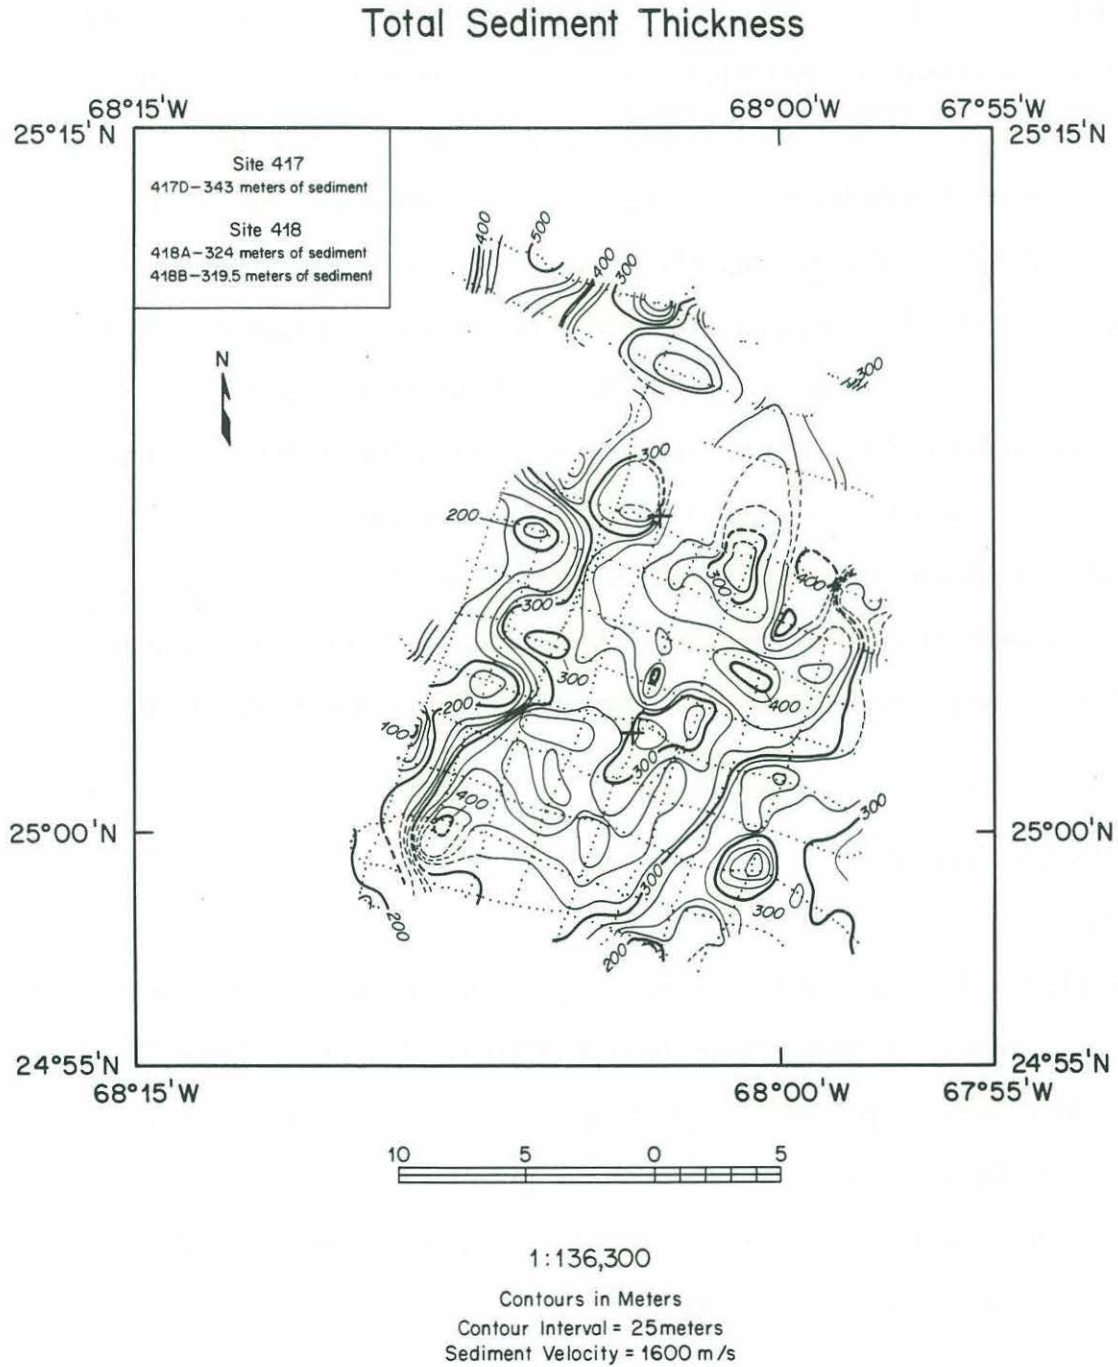 Total Sediment Thickness
68°15'W 68°00'W 67°55'W
25°15'N 25°15'N
Site 417
417D-343 meters of sediment
Site 418
418A-324 meters of sediment
418B-319.5 meters of sediment
400
500
400
300
N
300
300
200
400
300
300
300
400
200
100
300
400
300
25°00'N 25°00'N
300
300
200
200
24°55'N 24°55'N
68°15'W 68°00'W 67°55'W
10 5 0 5
1:136,300
Contours in Meters
Contour Interval = 25meters
Sediment Velocity = 1600 m/s